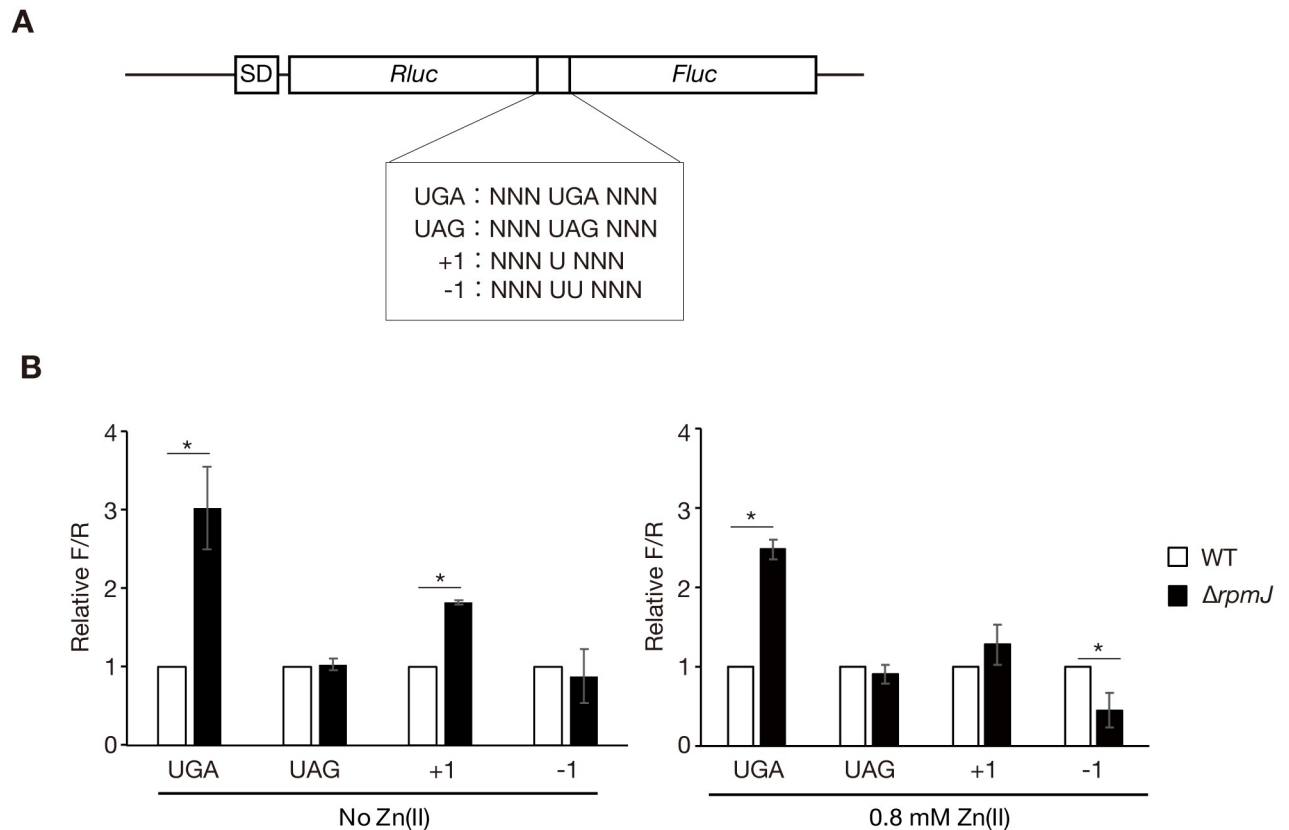 A
SD Rluc Fluc
UGA : NNN UGA NNN
UAG : NNN UAG NNN
+1 : NNN U NNN
-1 : NNN UU NNN
B
Relative F/R
4
3
2
1
0
*
*
UGA UAG +1 -1
No Zn(II)
Relative F/R
4
3
2
1
0
*
*
UGA UAG +1 -1
0.8 mM Zn(II)
WT
ΔrpmJ